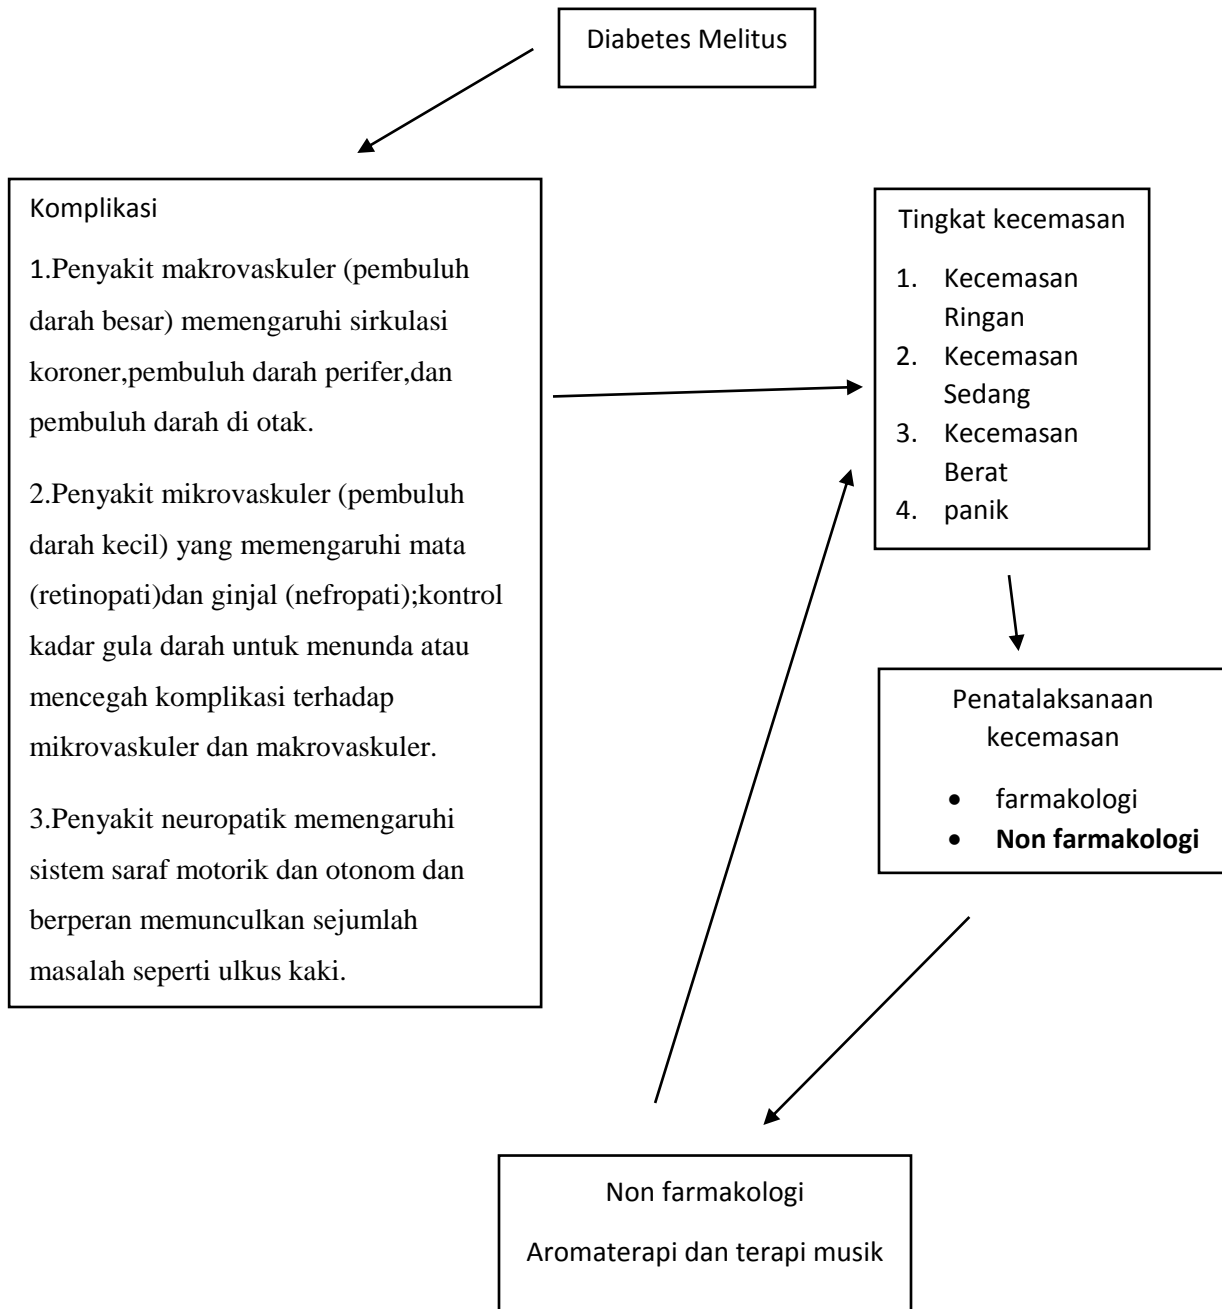 Diabetes Melitus
Komplikasi
1.Penyakit makrovaskuler (pembuluh
darah besar) memengaruhi sirkulasi
koroner,pembuluh darah perifer,dan
pembuluh darah di otak.
2.Penyakit mikrovaskuler (pembuluh
darah kecil) yang memengaruhi mata
(retinopati)dan ginjal (nefropati);kontrol
kadar gula darah untuk menunda atau
mencegah komplikasi terhadap
mikrovaskuler dan makrovaskuler.
3.Penyakit neuropatik memengaruhi
sistem saraf motorik dan otonom dan
berperan memunculkan sejumlah
masalah seperti ulkus kaki.
Tingkat kecemasan
1. Kecemasan
Ringan
2. Kecemasan
Sedang
3. Kecemasan
Berat
4. panik
Penatalaksanaan
kecemasan
• farmakologi
• Non farmakologi
Non farmakologi
Aromaterapi dan terapi musik